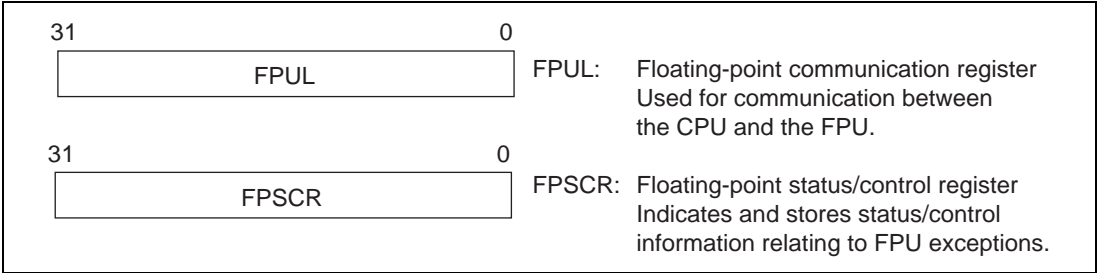 31 0
FPUL FPUL: Floating-point communication register
Used for communication between
the CPU and the FPU.
31 0
FPSCR FPSCR: Floating-point status/control register
Indicates and stores status/control
information relating to FPU exceptions.